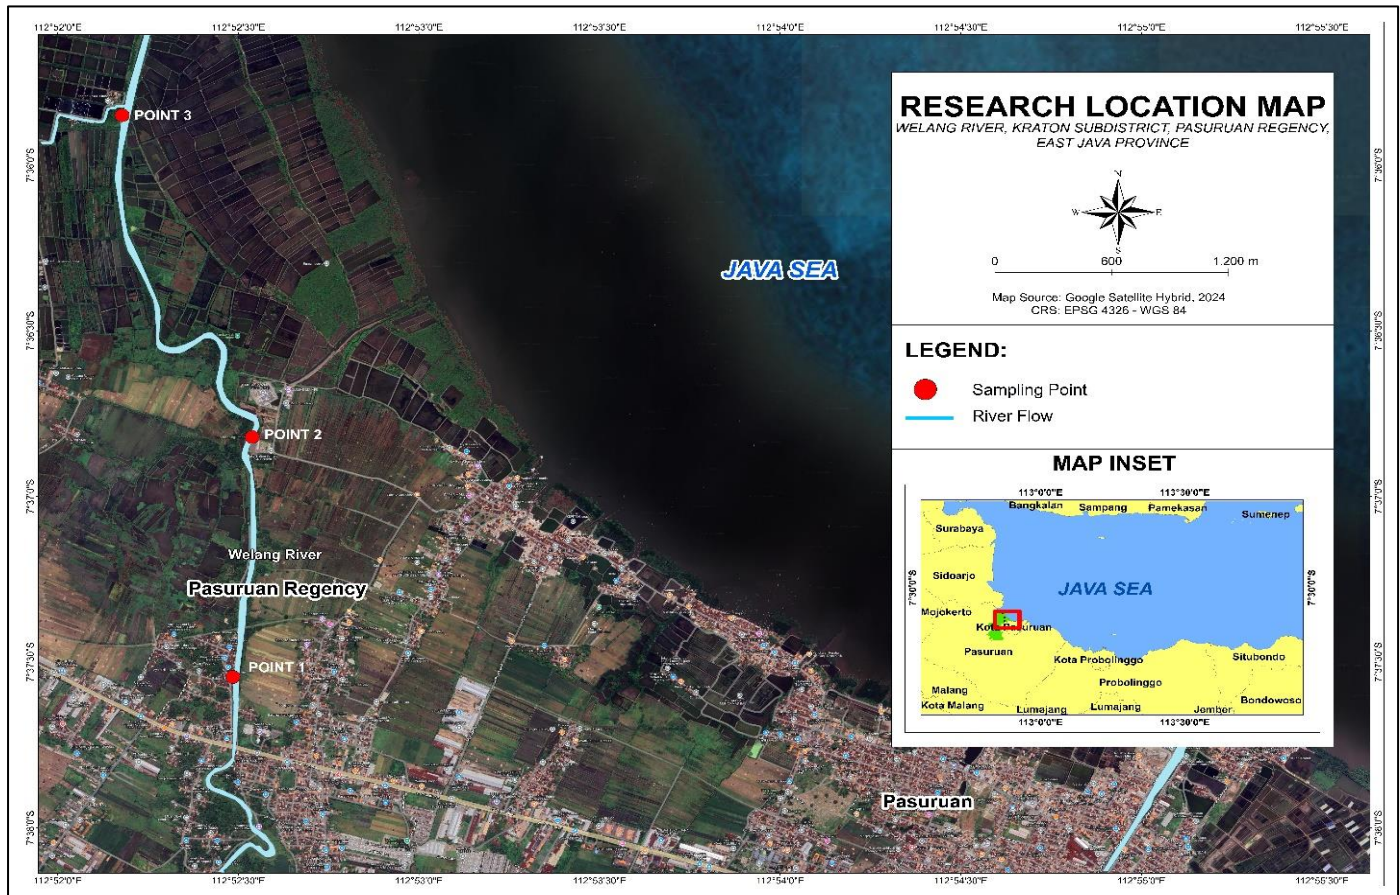 112°52'0"E 112°52'30"E 112°53'0"E 112°53'30"E 112°54'0"E 112°54'30"E 112°55'0"E 112°55'30"E
POINT 3
RESEARCH LOCATION MAP
WELANG RIVER, KRATON SUBDISTRICT, PASURUAN REGENCY,
EAST JAVA PROVINCE
7°36'0"S 7°36'0"S
N
W E
S
JAVA SEA
0 600 1.200 m
Map Source: Google Satellite Hybrid, 2024
CRS: EPSG 4326 - WGS 84
7°36'30"S 7°36'30"S
LEGEND:
Sampling Point
River Flow
POINT 2
MAP INSET
7°37'0"S 7°37'0"S
113°0'0"E 113°30'0"E
Bangkalan Sampang Pamekasan Sumenep
Surabaya
Welang River
Pasuruan Regency
Sidoarjo
7°30'0"S JAVA SEA 7°30'0"S
Mojokerto
Kota Pasuruan
Pasuruan
Kota Probolinggo
Situbondo
Probolinggo
Malang
Bondowoso
Kota Malang
Lumajang Lumajang Jember
113°0'0"E 113°30'0"E
7°37'30"S 7°37'30"S
POINT 1
Pasuruan
7°38'0"S 7°38'0"S
112°52'0"E 112°52'30"E 112°53'0"E 112°53'30"E 112°54'0"E 112°54'30"E 112°55'0"E 112°55'30"E